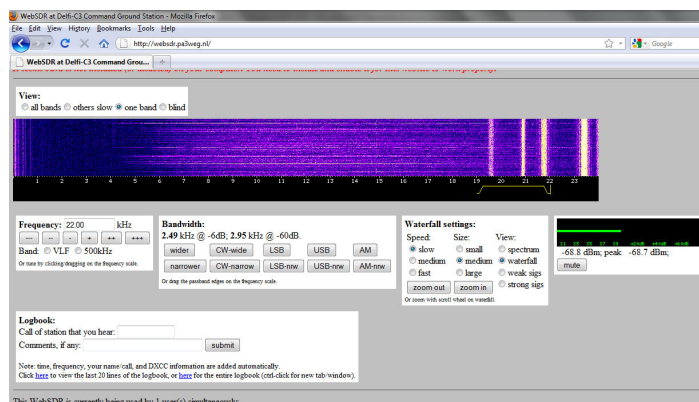 WebSDR at Delfi-C3 Command Ground Station - Mozilla Firefox
File Edit View History Bookmarks Tools Help
http://websdr.pa3weg.nl/
Google
WebSDR at Delfi-C3 Command Grou...
View:
all bands others slow one band blind
1 2 3 4 5 6 7 8 9 10 11 12 13 14 15 16 17 18 19 20 21 22 23
Frequency: 22.00 kHz
--- -- - + ++ +++
Band: VLF 500kHz
Or tune by clicking/dragging on the frequency scale.
Bandwidth:
2.49 kHz @ -6dB; 2.95 kHz @ -60dB.
wider CW-wide LSB USB AM
narrower CW-narrow LSB-nrw USB-nrw AM-nrw
Or drag the passband edges on the frequency scale.
Waterfall settings:
Speed: Size: View:
slow small spectrum
medium medium waterfall
fast large weak sigs
zoom out zoom in strong sigs
Or zoom with scroll wheel on waterfall.
-68.8 dBm; peak -68.7 dBm;
mute
Logbook:
Call of station that you hear:
Comments, if any: submit
Note: time, frequency, your name/call, and DXCC information are added automatically.
Click here to view the last 20 lines of the logbook, or here for the entire logbook (ctrl-click for new tab/window).
This WebSDR is currently being used by 1 user(s) simultaneously: